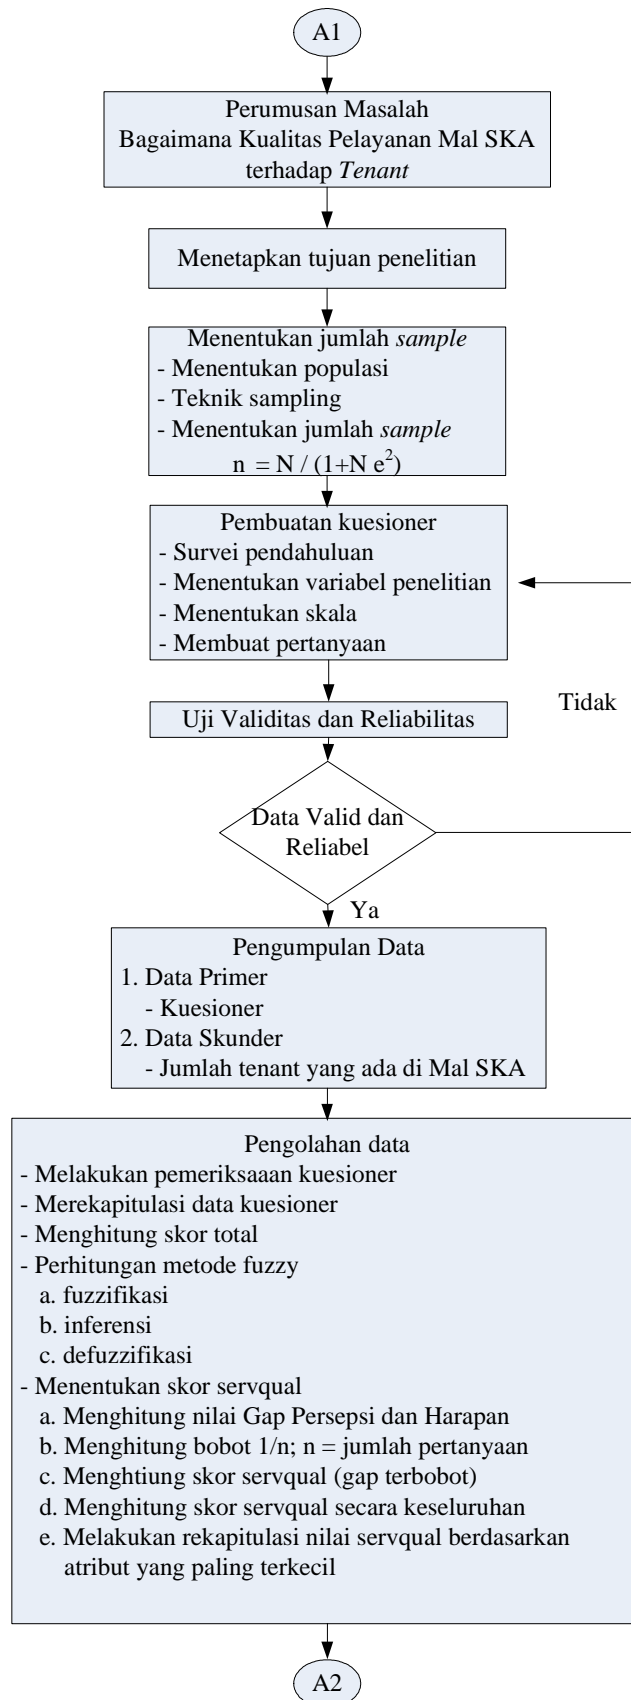 A1
Perumusan Masalah
Bagaimana Kualitas Pelayanan Mal SKA
terhadap Tenant
Menetapkan tujuan penelitian
Menentukan jumlah sample
- Menentukan populasi
- Teknik sampling
- Menentukan jumlah sample
n = N / (1+N e²)
Pembuatan kuesioner
- Survei pendahuluan
- Menentukan variabel penelitian
- Menentukan skala
- Membuat pertanyaan
Uji Validitas dan Reliabilitas
Tidak
Data Valid dan
Reliabel
Ya
Pengumpulan Data
1. Data Primer
- Kuesioner
2. Data Skunder
- Jumlah tenant yang ada di Mal SKA
Pengolahan data
- Melakukan pemeriksaaan kuesioner
- Merekapitulasi data kuesioner
- Menghitung skor total
- Perhitungan metode fuzzy
a. fuzzifikasi
b. inferensi
c. defuzzifikasi
- Menentukan skor servqual
a. Menghitung nilai Gap Persepsi dan Harapan
b. Menghitung bobot 1/n; n = jumlah pertanyaan
c. Menghtiung skor servqual (gap terbobot)
d. Menghitung skor servqual secara keseluruhan
e. Melakukan rekapitulasi nilai servqual berdasarkan
atribut yang paling terkecil
A2